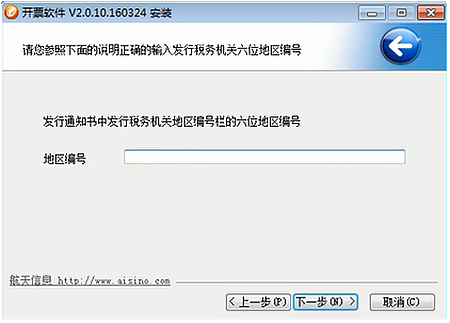 开票软件 V2.0.10.160324 安装
请您参照下面的说明正确的输入发行税务机关六位地区编号
发行通知书中发行税务机关地区编号栏的六位地区编号
地区编号
航天信息 http://www.aisino.com
< 上一步(P) 下一步(N) > 取消(C)